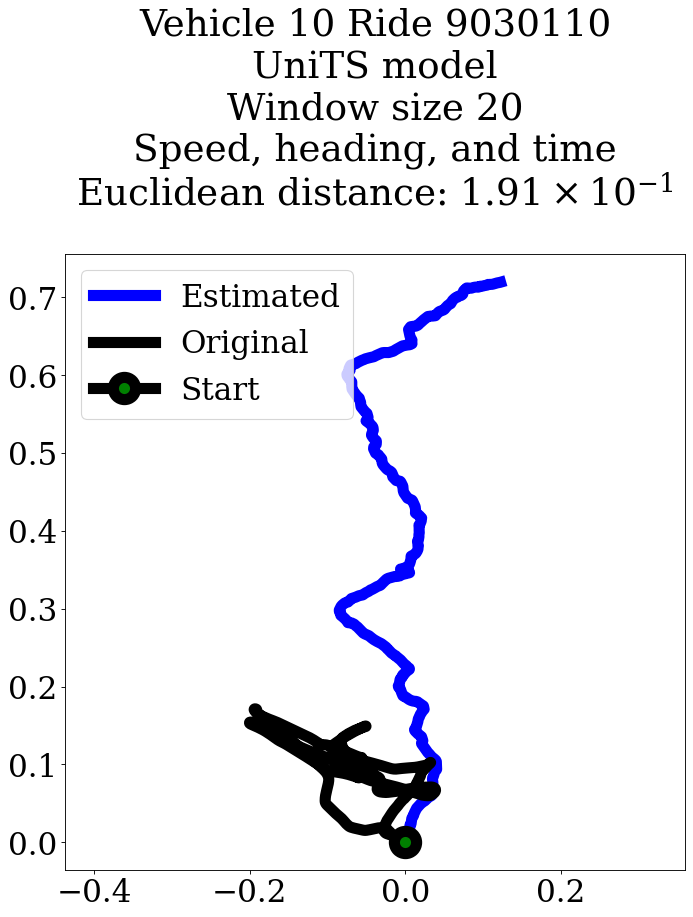 Vehicle 10 Ride 9030110
UniTS model
Window size 20
Speed, heading, and time
Euclidean distance: 1.91 × 10⁻¹
Estimated
Original
Start
0.7
0.6
0.5
0.4
0.3
0.2
0.1
0.0
−0.4 −0.2 0.0 0.2